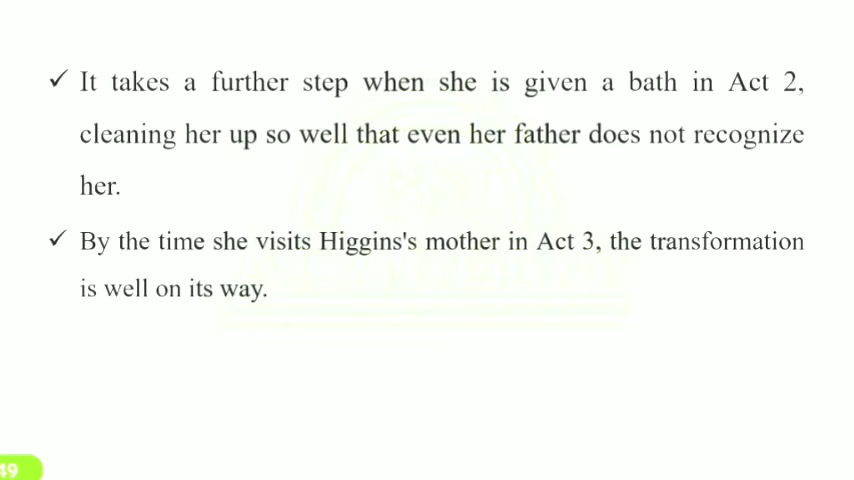 ✓ It takes a further step when she is given a bath in Act 2,
cleaning her up so well that even her father does not recognize
her.
✓ By the time she visits Higgins's mother in Act 3, the transformation
is well on its way.
49